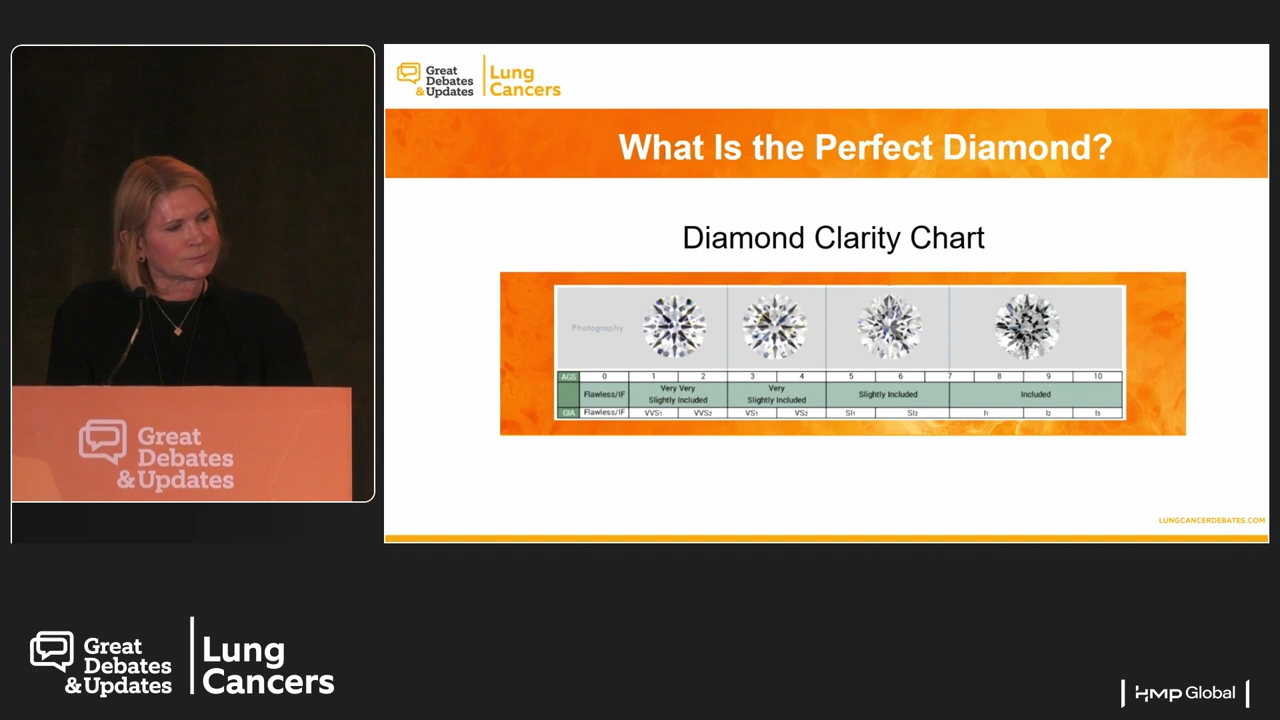 Great
Debates
&Updates
Lung
Cancers
What Is the Perfect Diamond?
Diamond Clarity Chart
Photography
AGS 0 1 2 3 4 5 6 7 8 9 10
Flawless/IF Very Very Slightly Included Very Slightly Included Slightly Included Included
GIA Flawless/IF VVS1 VVS2 VS1 VS2 SI1 SI2 I1 I2 I3
LUNGCANCERDEBATES.COM
Great
Debates
&Updates
Great
Debates
&Updates
Lung
Cancers
HMP Global